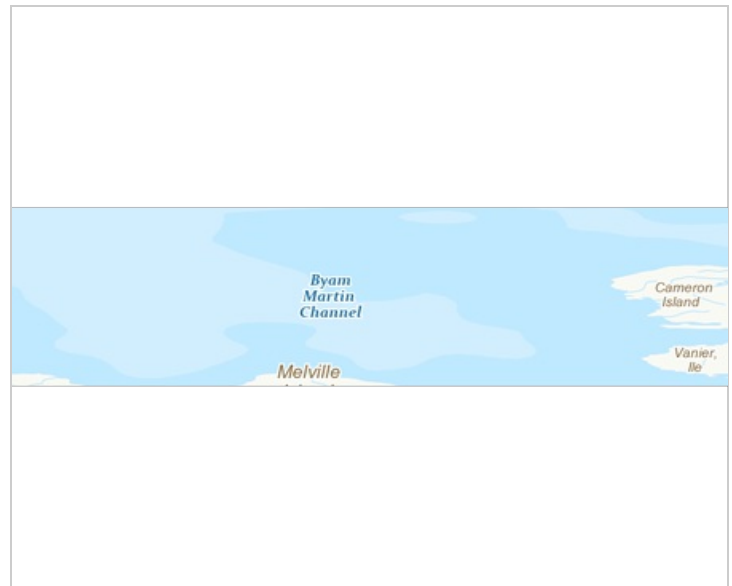 Byam
Martin
Channel
Cameron
Island
Vanier,
Ile
Melville